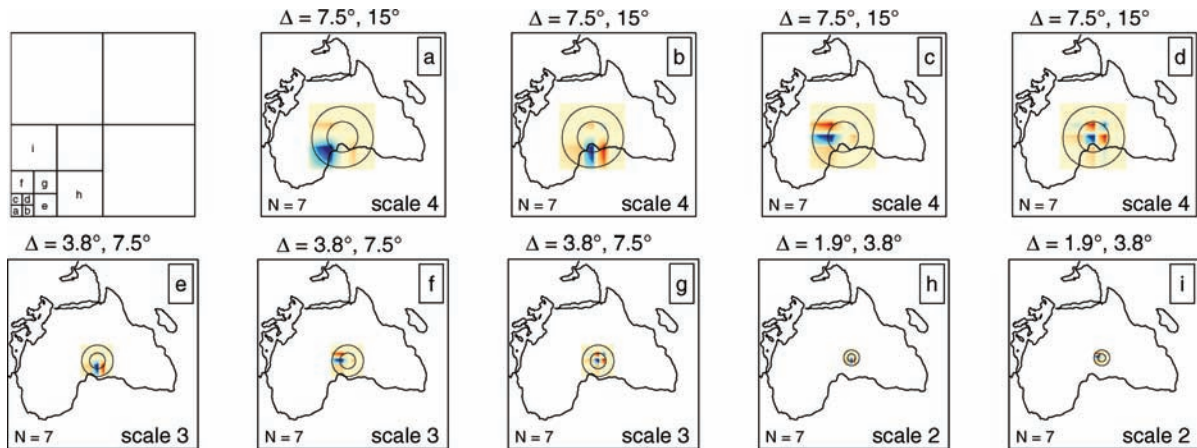 Δ = 7.5°, 15°
Δ = 7.5°, 15°
Δ = 7.5°, 15°
Δ = 7.5°, 15°
a
b
c
d
i
f
g
h
c
d
e
a
b
N = 7
scale 4
N = 7
scale 4
N = 7
scale 4
N = 7
scale 4
Δ = 3.8°, 7.5°
Δ = 3.8°, 7.5°
Δ = 3.8°, 7.5°
Δ = 1.9°, 3.8°
Δ = 1.9°, 3.8°
e
f
g
h
i
N = 7
scale 3
N = 7
scale 3
N = 7
scale 3
N = 7
scale 2
N = 7
scale 2